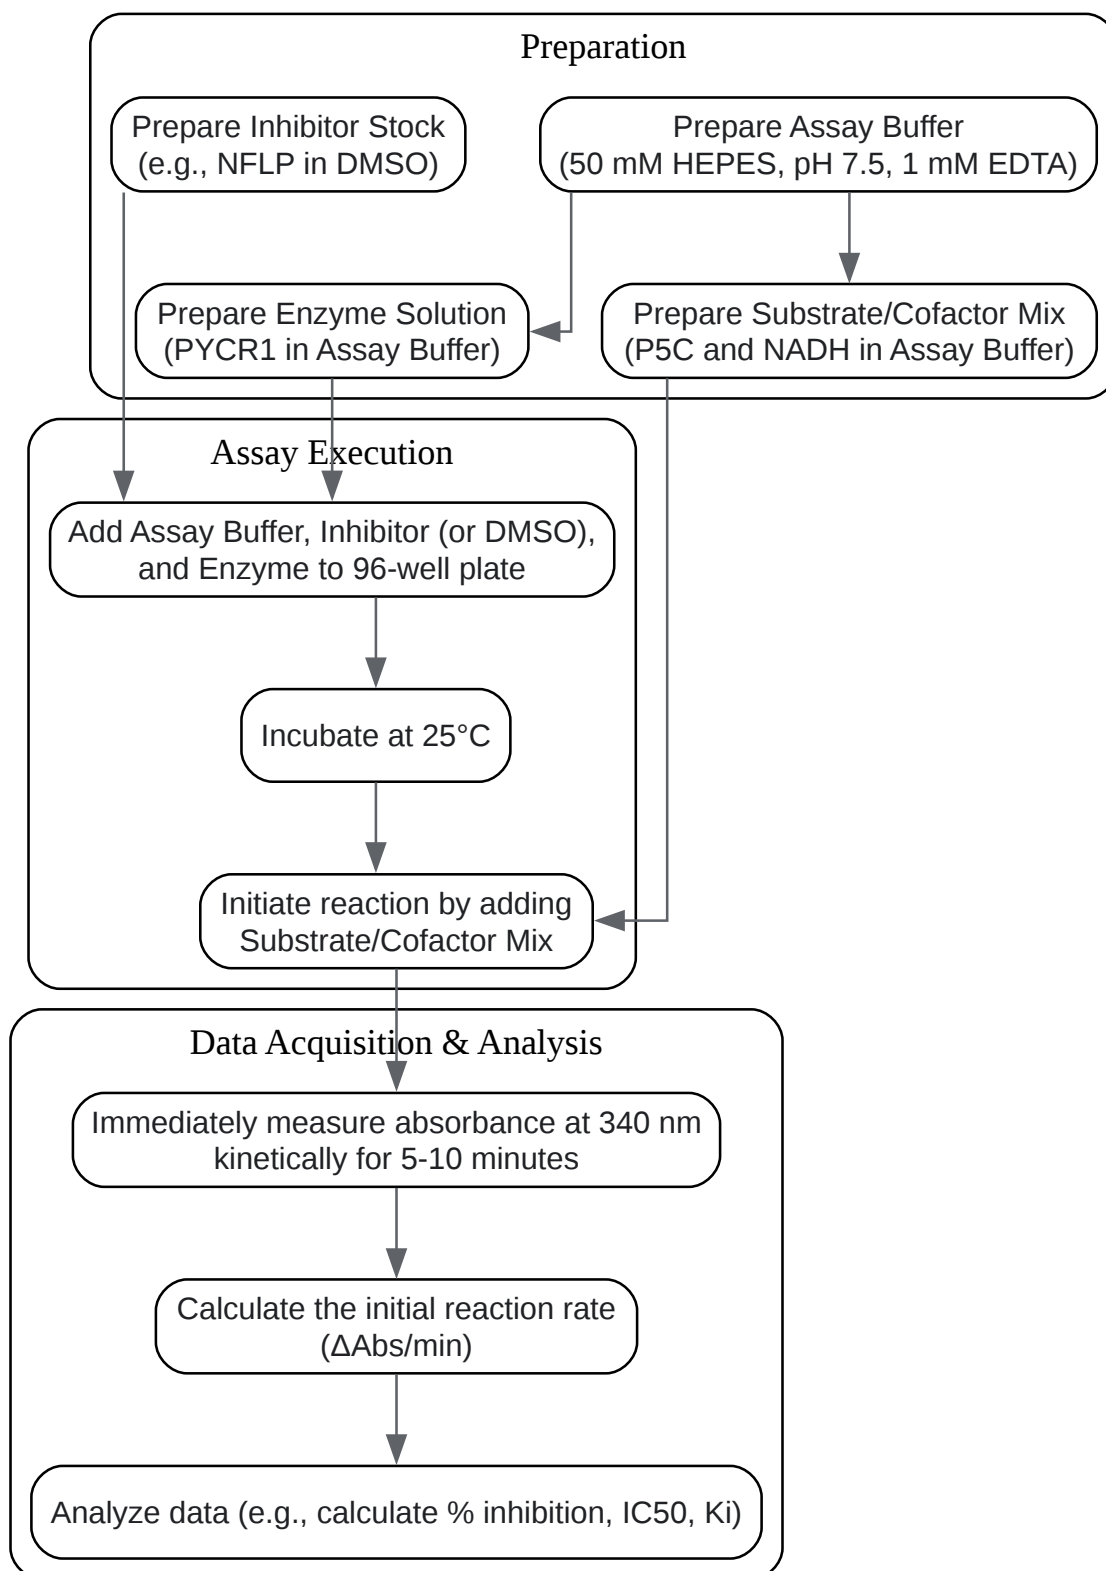 Preparation
Prepare Inhibitor Stock
(e.g., NFLP in DMSO)
Prepare Assay Buffer
(50 mM HEPES, pH 7.5, 1 mM EDTA)
Prepare Enzyme Solution
(PYCR1 in Assay Buffer)
Prepare Substrate/Cofactor Mix
(P5C and NADH in Assay Buffer)
Assay Execution
Add Assay Buffer, Inhibitor (or DMSO),
and Enzyme to 96-well plate
Incubate at 25°C
Initiate reaction by adding
Substrate/Cofactor Mix
Data Acquisition & Analysis
Immediately measure absorbance at 340 nm
kinetically for 5-10 minutes
Calculate the initial reaction rate
(ΔAbs/min)
Analyze data (e.g., calculate % inhibition, IC50, Ki)